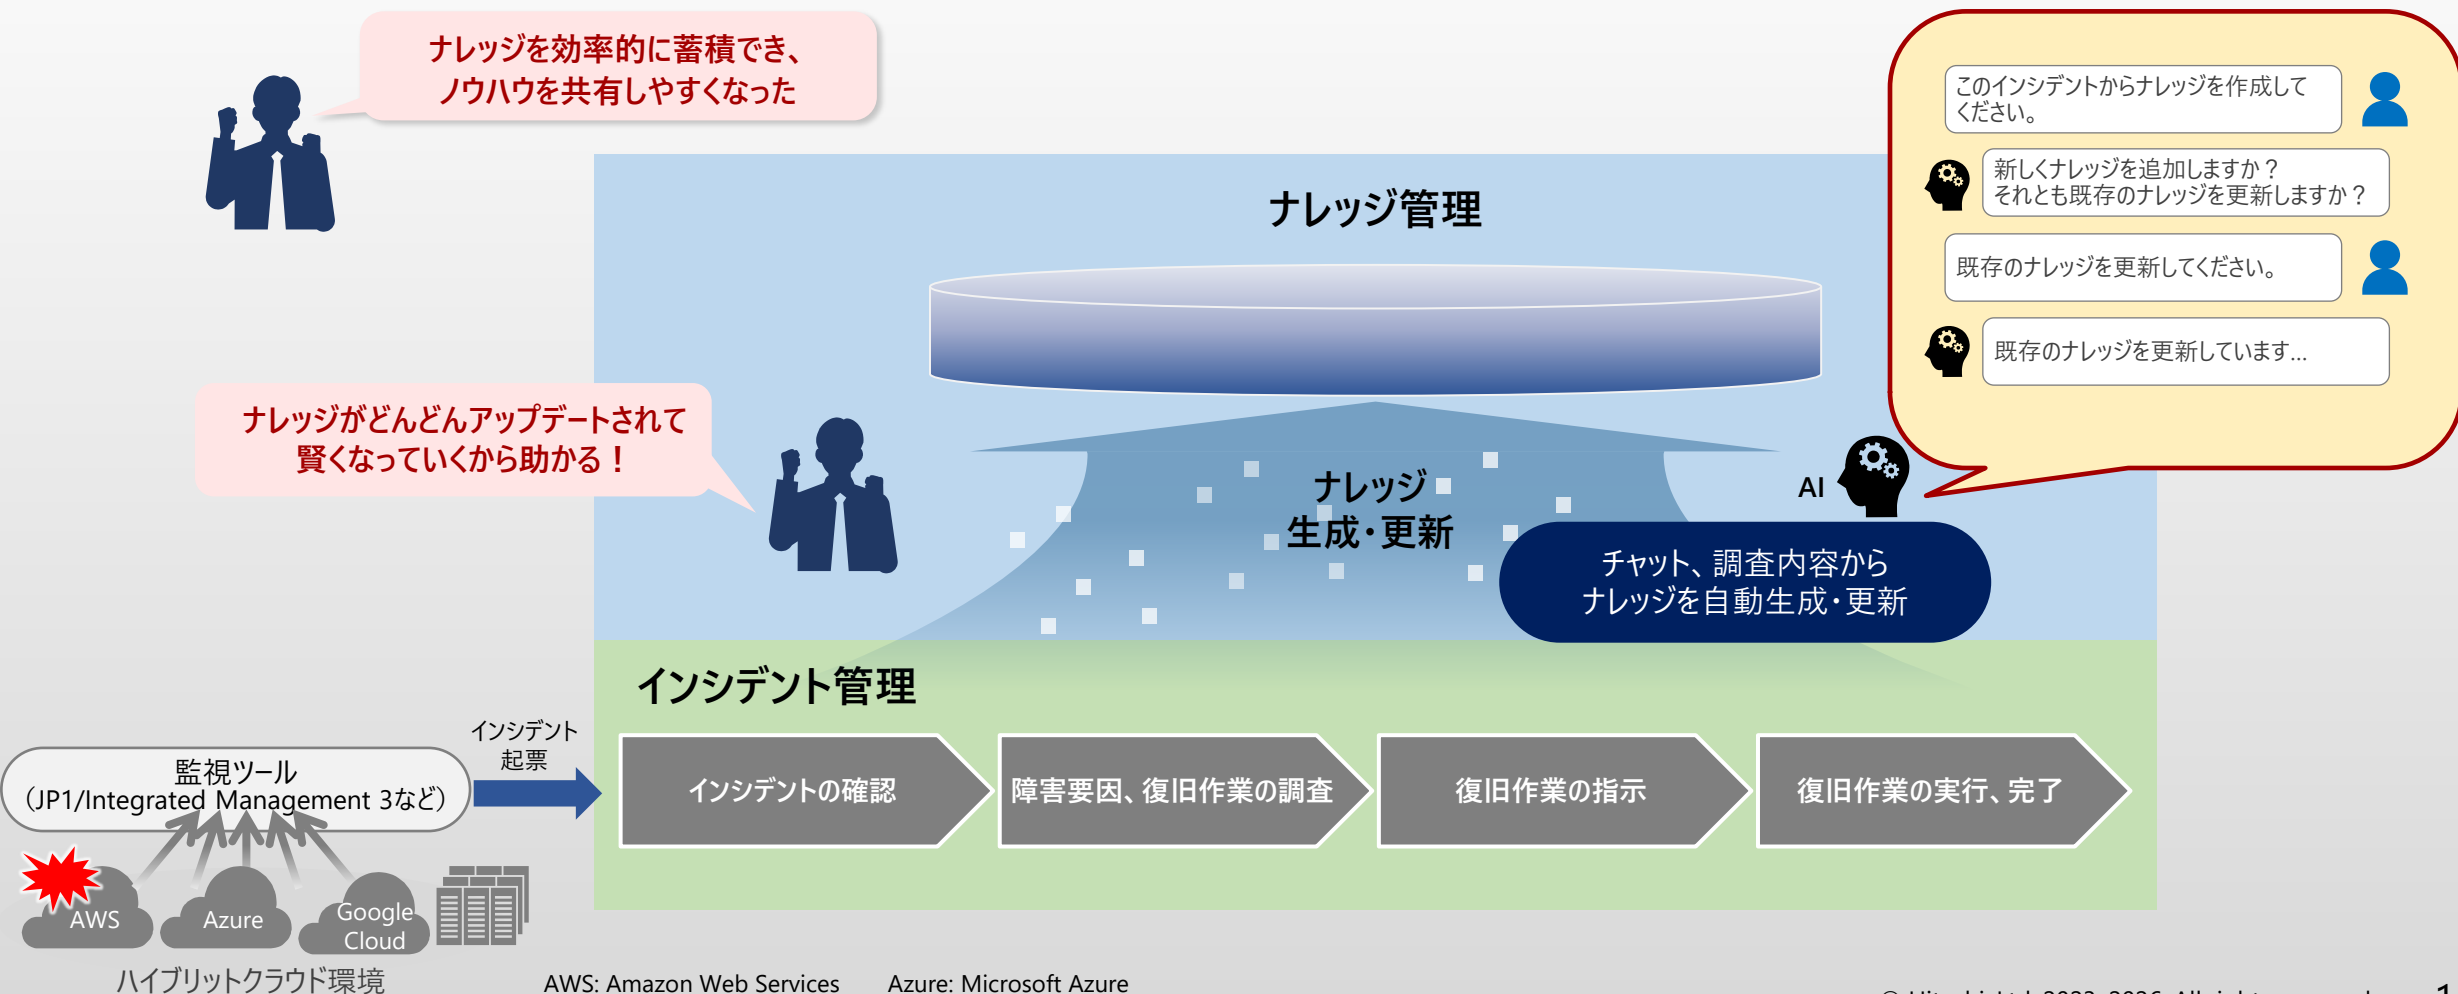 ナレッジを効率的に蓄積でき、
ノウハウを共有しやすくなった
このインシデントからナレッジを作成して
ください。
新しくナレッジを追加しますか？
それとも既存のナレッジを更新しますか？
既存のナレッジを更新してください。
既存のナレッジを更新しています...
ナレッジ管理
ナレッジがどんどんアップデートされて
賢くなっていくから助かる！
ナレッジ
生成・更新
AI
チャット、調査内容から
ナレッジを自動生成・更新
インシデント管理
インシデント
起票
監視ツール
（JP1/Integrated Management 3など）
インシデントの確認
障害要因、復旧作業の調査
復旧作業の指示
復旧作業の実行、完了
AWS
Azure
Google
Cloud
ハイブリットクラウド環境
AWS: Amazon Web Services Azure: Microsoft Azure